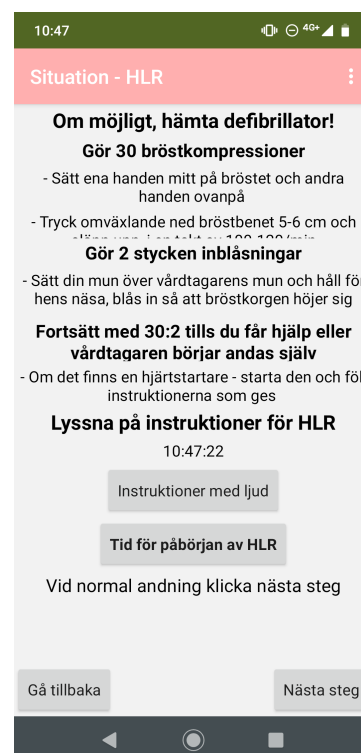 10:47
4G+
Situation - HLR
Om möjligt, hämta defibrillator!
Gör 30 bröstkompressioner
- Sätt ena handen mitt på bröstet och andra
handen ovanpå
- Tryck omväxlande ned bröstbenet 5-6 cm och
Gör 2 stycken inblåsningar
- Sätt din mun över vårdtagarens mun och håll för
hens näsa, blås in så att bröstkorgen höjer sig
Fortsätt med 30:2 tills du får hjälp eller
vårdtagaren börjar andas själv
- Om det finns en hjärtstartare - starta den och föl
instruktionerna som ges
Lyssna på instruktioner för HLR
10:47:22
Instruktioner med ljud
Tid för påbörjan av HLR
Vid normal andning klicka nästa steg
Gå tillbaka
Nästa steg